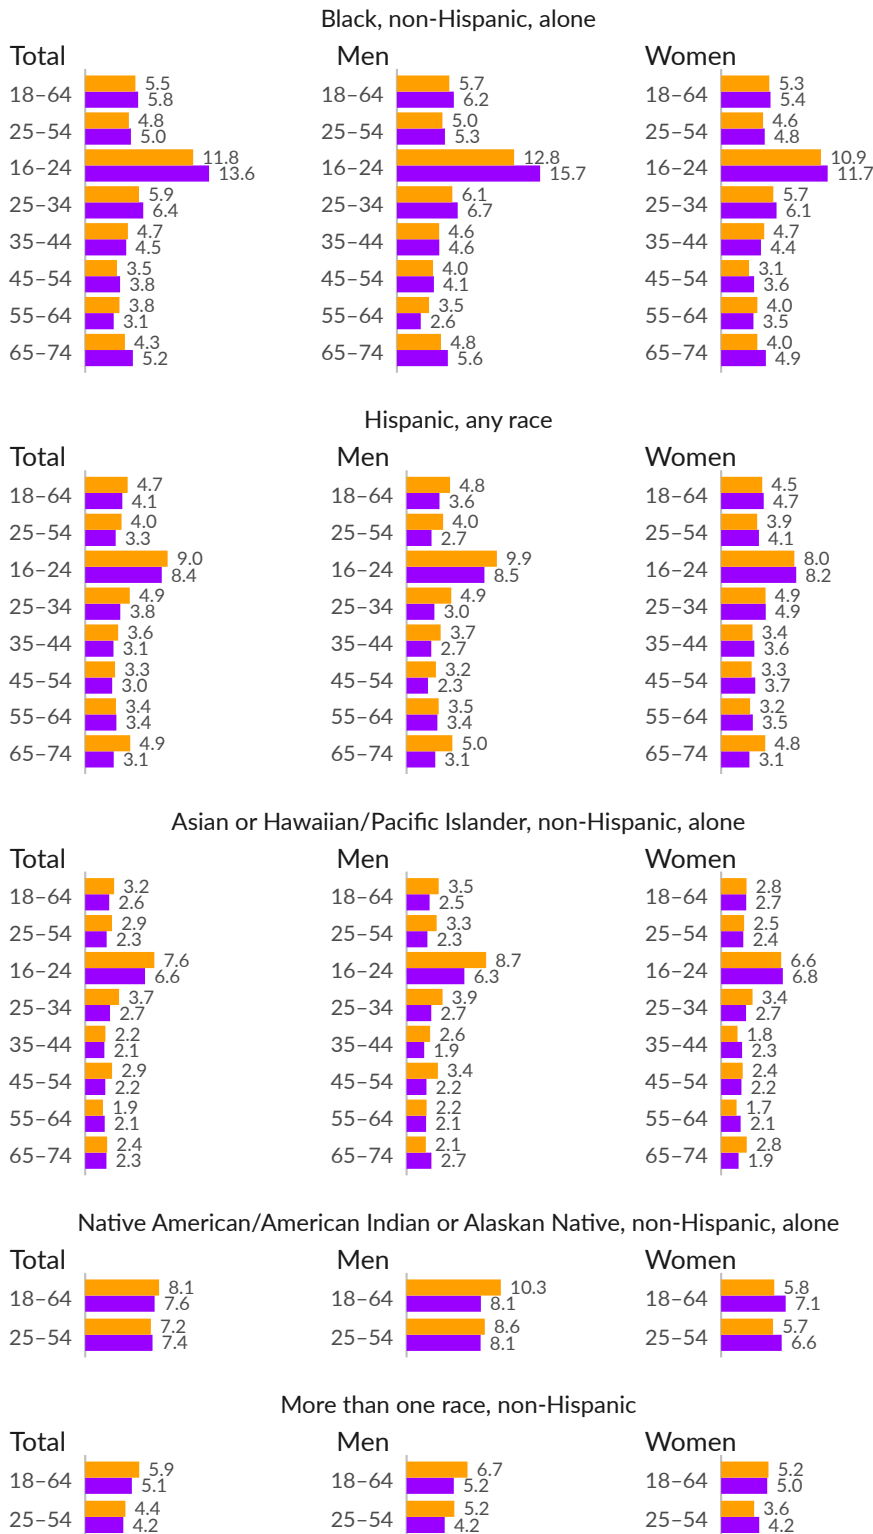 Black, non-Hispanic, alone
Total Men Women
18–64 5.5 5.8 18–64 5.7 6.2 18–64 5.3 5.4
25–54 4.8 5.0 25–54 5.0 5.3 25–54 4.6 4.8
16–24 11.8 13.6 16–24 12.8 15.7 16–24 10.9 11.7
25–34 5.9 6.4 25–34 6.1 6.7 25–34 5.7 6.1
35–44 4.7 4.5 35–44 4.6 4.6 35–44 4.7 4.4
45–54 3.5 3.8 45–54 4.0 4.1 45–54 3.1 3.6
55–64 3.8 3.1 55–64 3.5 2.6 55–64 4.0 3.5
65–74 4.3 5.2 65–74 4.8 5.6 65–74 4.0 4.9
Hispanic, any race
Total Men Women
18–64 4.7 4.1 18–64 4.8 3.6 18–64 4.5 4.7
25–54 4.0 3.3 25–54 4.0 2.7 25–54 3.9 4.1
16–24 9.0 8.4 16–24 9.9 8.5 16–24 8.0 8.2
25–34 4.9 3.8 25–34 4.9 3.0 25–34 4.9 4.9
35–44 3.6 3.1 35–44 3.7 2.7 35–44 3.4 3.6
45–54 3.3 3.0 45–54 3.2 2.3 45–54 3.3 3.7
55–64 3.4 3.4 55–64 3.5 3.4 55–64 3.2 3.5
65–74 4.9 3.1 65–74 5.0 3.1 65–74 4.8 3.1
Asian or Hawaiian/Pacific Islander, non-Hispanic, alone
Total Men Women
18–64 3.2 2.6 18–64 3.5 2.5 18–64 2.8 2.7
25–54 2.9 2.3 25–54 3.3 2.3 25–54 2.5 2.4
16–24 7.6 6.6 16–24 8.7 6.3 16–24 6.6 6.8
25–34 3.7 2.7 25–34 3.9 2.7 25–34 3.4 2.7
35–44 2.2 2.1 35–44 2.6 1.9 35–44 1.8 2.3
45–54 2.9 2.2 45–54 3.4 2.2 45–54 2.4 2.2
55–64 1.9 2.1 55–64 2.2 2.1 55–64 1.7 2.1
65–74 2.4 2.3 65–74 2.1 2.7 65–74 2.8 1.9
Native American/American Indian or Alaskan Native, non-Hispanic, alone
Total Men Women
18–64 8.1 7.6 18–64 10.3 8.1 18–64 5.8 7.1
25–54 7.2 7.4 25–54 8.6 8.1 25–54 5.7 6.6
More than one race, non-Hispanic
Total Men Women
18–64 5.9 5.1 18–64 6.7 5.2 18–64 5.2 5.0
25–54 4.4 4.2 25–54 5.2 4.2 25–54 3.6 4.2